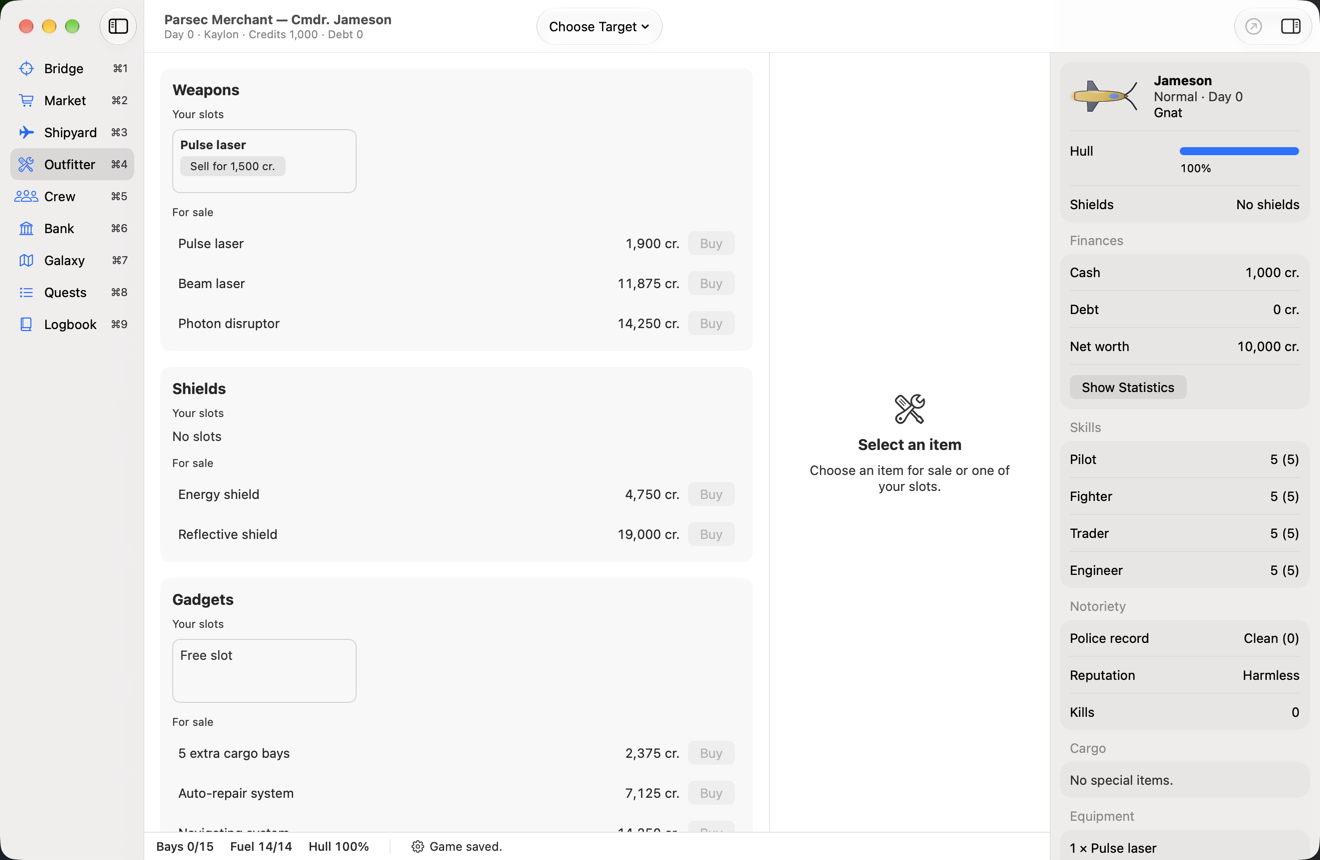 Parsec Merchant — Cmdr. Jameson
Day 0 · Kaylon · Credits 1,000 · Debt 0
Choose Target
Bridge ⌘1
Market ⌘2
Shipyard ⌘3
Outfitter ⌘4
Crew ⌘5
Bank ⌘6
Galaxy ⌘7
Quests ⌘8
Logbook ⌘9
Weapons
Your slots
Pulse laser
Sell for 1,500 cr.
For sale
Pulse laser 1,900 cr. Buy
Beam laser 11,875 cr. Buy
Photon disruptor 14,250 cr. Buy
Shields
Your slots
No slots
For sale
Energy shield 4,750 cr. Buy
Reflective shield 19,000 cr. Buy
Gadgets
Your slots
Free slot
For sale
5 extra cargo bays 2,375 cr. Buy
Auto-repair system 7,125 cr. Buy
Navigating system 14,250 cr. Buy
Select an item
Choose an item for sale or one of
your slots.
Jameson
Normal · Day 0
Gnat
Hull
100%
Shields No shields
Finances
Cash 1,000 cr.
Debt 0 cr.
Net worth 10,000 cr.
Show Statistics
Skills
Pilot 5 (5)
Fighter 5 (5)
Trader 5 (5)
Engineer 5 (5)
Notoriety
Police record Clean (0)
Reputation Harmless
Kills 0
Cargo
No special items.
Equipment
1 × Pulse laser
Bays 0/15 Fuel 14/14 Hull 100% Game saved.